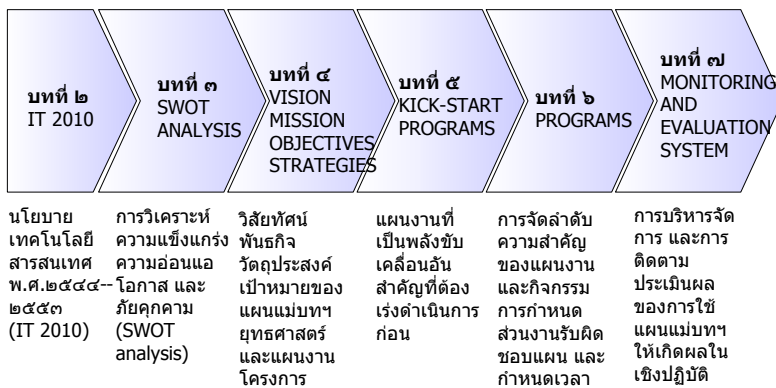 บทที่ ๒
IT 2010
บทที่ ๓
SWOT
ANALYSIS
บทที่ ๔
VISION
MISSION
OBJECTIVES
STRATEGIES
บทที่ ๕
KICK-START
PROGRAMS
บทที่ ๖
PROGRAMS
บทที่ ๗
MONITORING
AND
EVALUATION
SYSTEM
นโยบาย
เทคโนโลยี
สารสนเทศ
พ.ศ.๒๕๔๔--
๒๕๕๓
(IT 2010)
การวิเคราะห์
ความแข็งแกร่ง
ความอ่อนแอ
โอกาส และ
ภัยคุกคาม
(SWOT
analysis)
วิสัยทัศน์
พันธกิจ
วัตถุประสงค์
เป้าหมายของ
แผนแม่บทฯ
ยุทธศาสตร์
และแผนงาน
โครงการ
แผนงานที่
เป็นพลังขับ
เคลื่อนอัน
สำคัญที่ต้อง
เร่งดำเนินการ
ก่อน
การจัดลำดับ
ความสำคัญ
ของแผนงาน
และกิจกรรม
การกำหนด
ส่วนงานรับผิด
ชอบแผน และ
กำหนดเวลา
การบริหารจัด
การ และการ
ติดตาม
ประเมินผล
ของการใช้
แผนแม่บทฯ
ให้เกิดผลใน
เชิงปฏิบัติ